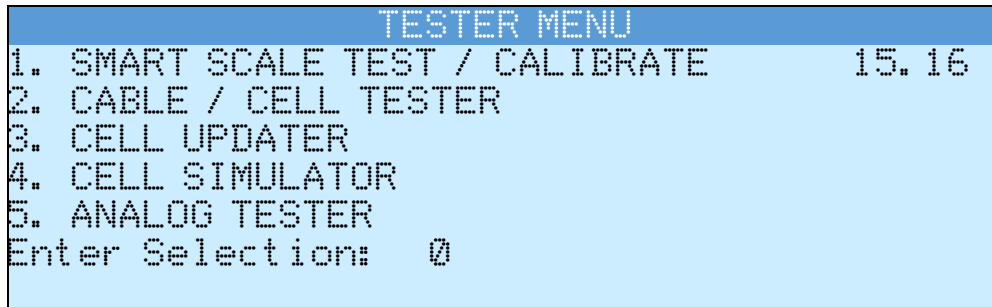 TESTER MENU
1. SMART SCALE TEST / CALIBRATE 15.16
2. CABLE / CELL TESTER
3. CELL UPDATER
4. CELL SIMULATOR
5. ANALOG TESTER
Enter Selection: 0